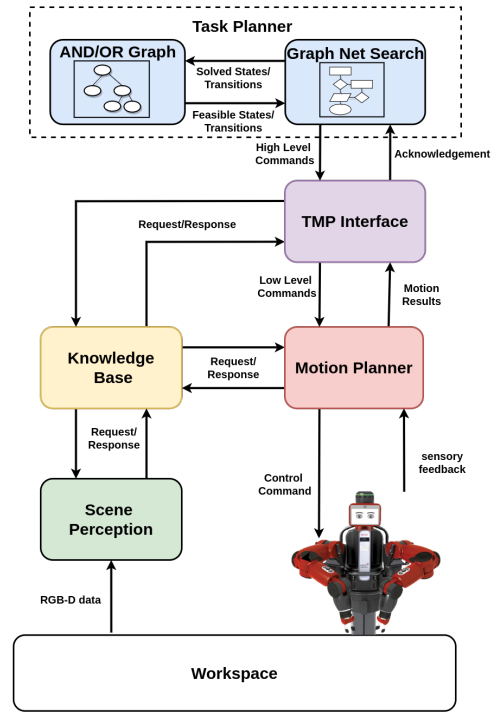 Task Planner
AND/OR Graph
Graph Net Search
Solved States/
Transitions
Feasible States/
Transitions
High Level
Commands
Acknowledgement
TMP Interface
Request/Response
Low Level
Commands
Motion
Results
Knowledge
Base
Request/
Response
Motion Planner
Request/
Response
sensory
feedback
Control
Command
Scene
Perception
RGB-D data
Workspace